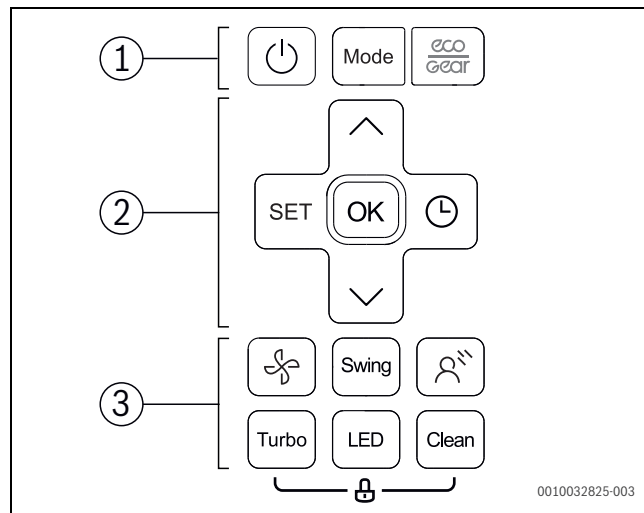 1
Mode
eco
Gear
2
SET
OK
3
Swing
Turbo
LED
Clean
0010032825-003